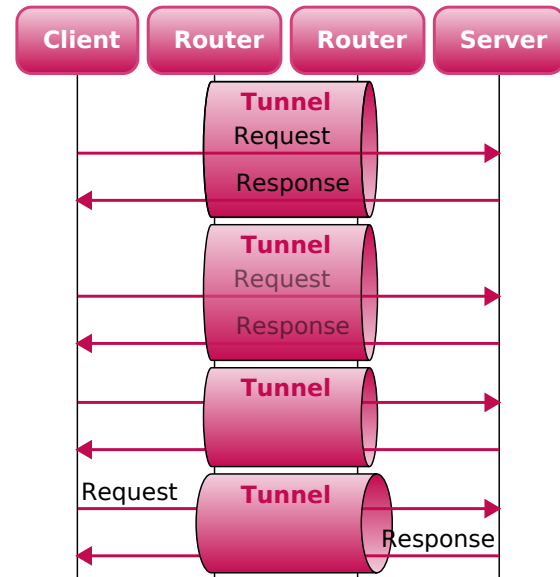 Client Router Router Server
Tunnel
Request
Response
Tunnel
Request
Response
Tunnel
Request
Tunnel
Response